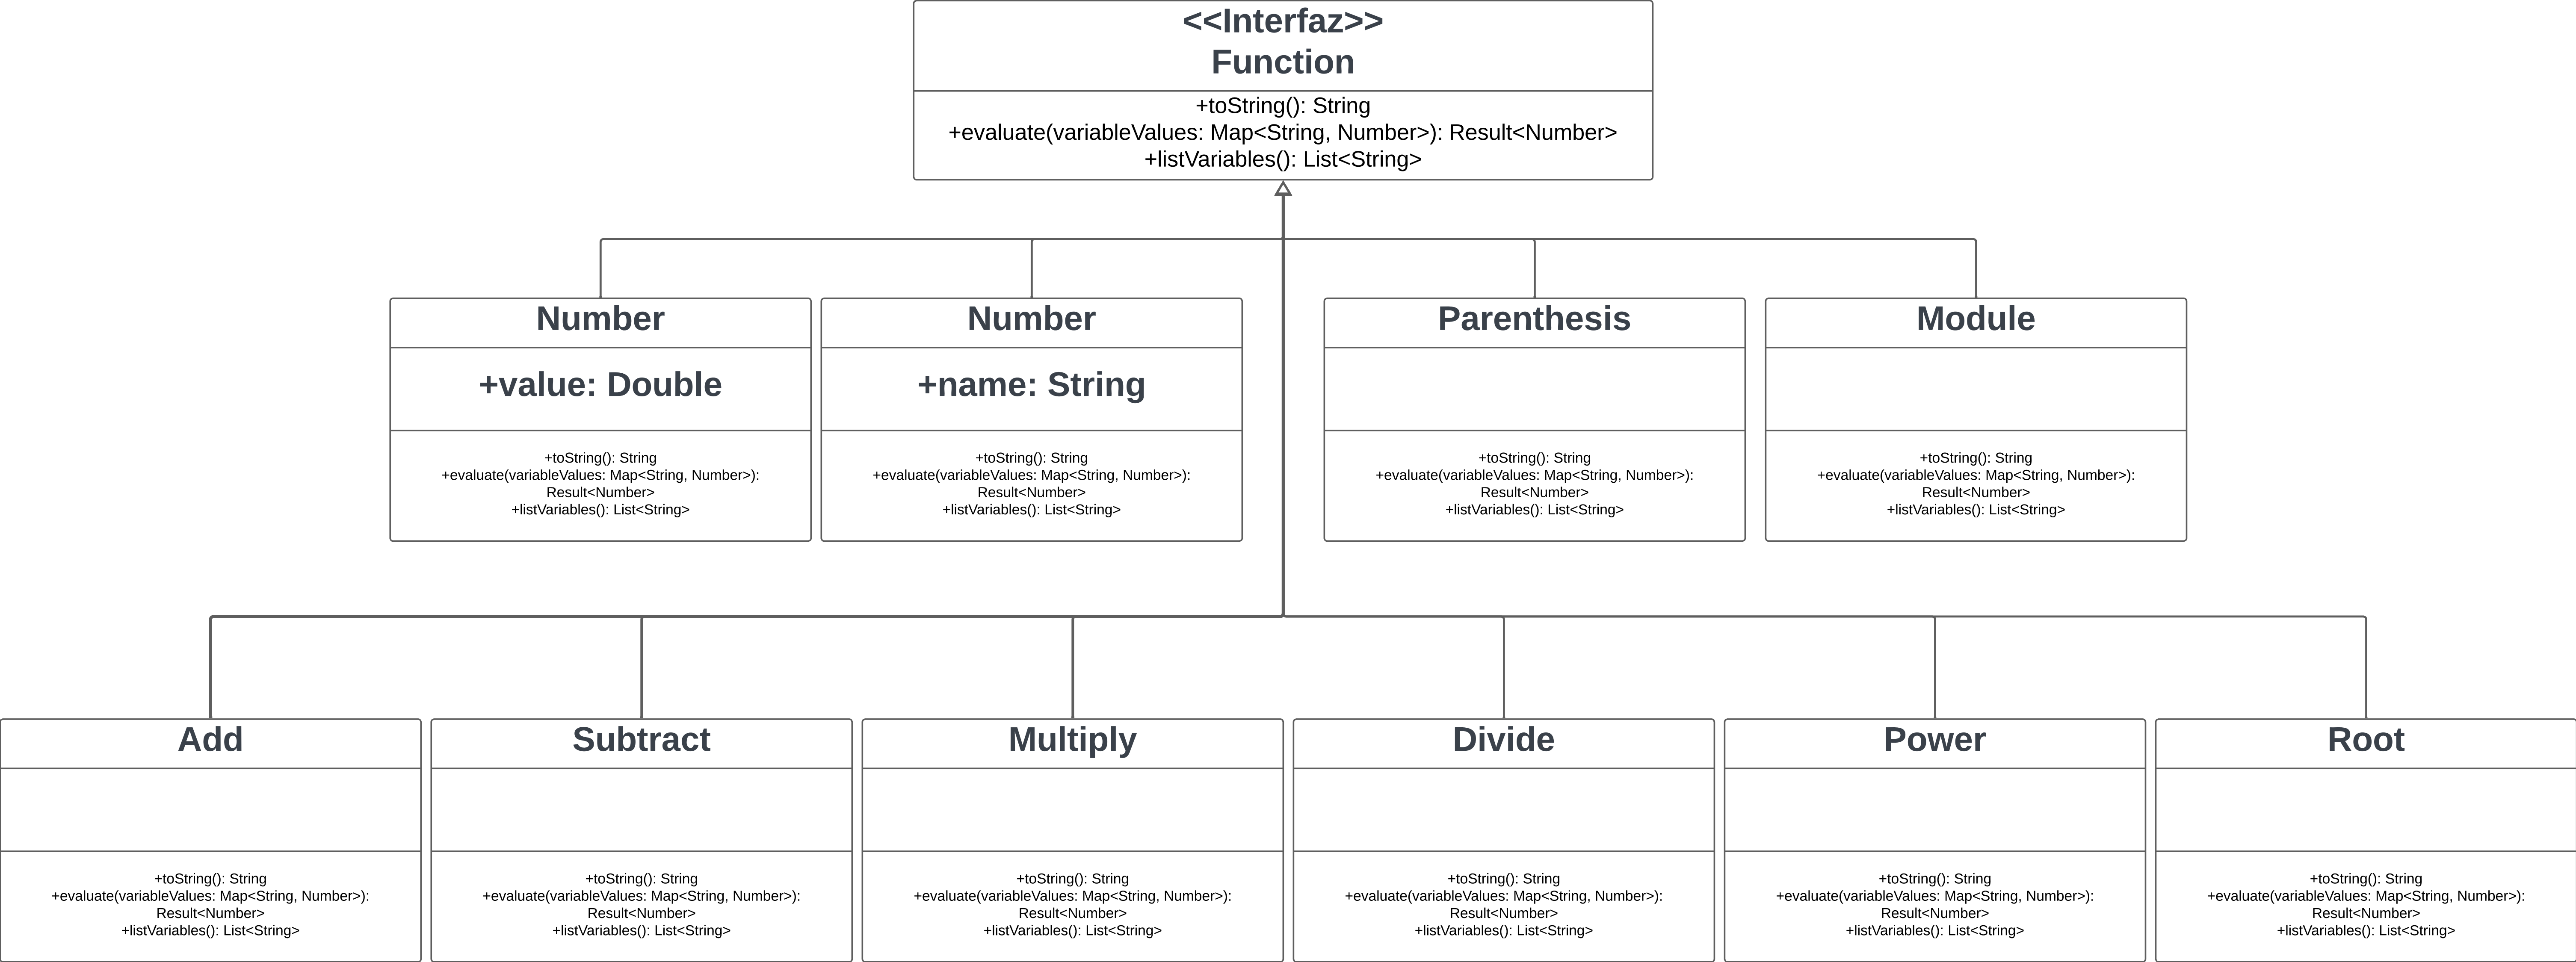 <<Interfaz>>
Function
+toString(): String
+evaluate(variableValues: Map<String, Number>): Result<Number>
+listVariables(): List<String>
Number
+value: Double
+toString(): String
+evaluate(variableValues: Map<String, Number>):
Result<Number>
+listVariables(): List<String>
Number
+name: String
+toString(): String
+evaluate(variableValues: Map<String, Number>):
Result<Number>
+listVariables(): List<String>
Parenthesis
+toString(): String
+evaluate(variableValues: Map<String, Number>):
Result<Number>
+listVariables(): List<String>
Module
+toString(): String
+evaluate(variableValues: Map<String, Number>):
Result<Number>
+listVariables(): List<String>
Add
+toString(): String
+evaluate(variableValues: Map<String, Number>):
Result<Number>
+listVariables(): List<String>
Subtract
+toString(): String
+evaluate(variableValues: Map<String, Number>):
Result<Number>
+listVariables(): List<String>
Multiply
+toString(): String
+evaluate(variableValues: Map<String, Number>):
Result<Number>
+listVariables(): List<String>
Divide
+toString(): String
+evaluate(variableValues: Map<String, Number>):
Result<Number>
+listVariables(): List<String>
Power
+toString(): String
+evaluate(variableValues: Map<String, Number>):
Result<Number>
+listVariables(): List<String>
Root
+toString(): String
+evaluate(variableValues: Map<String, Number>):
Result<Number>
+listVariables(): List<String>